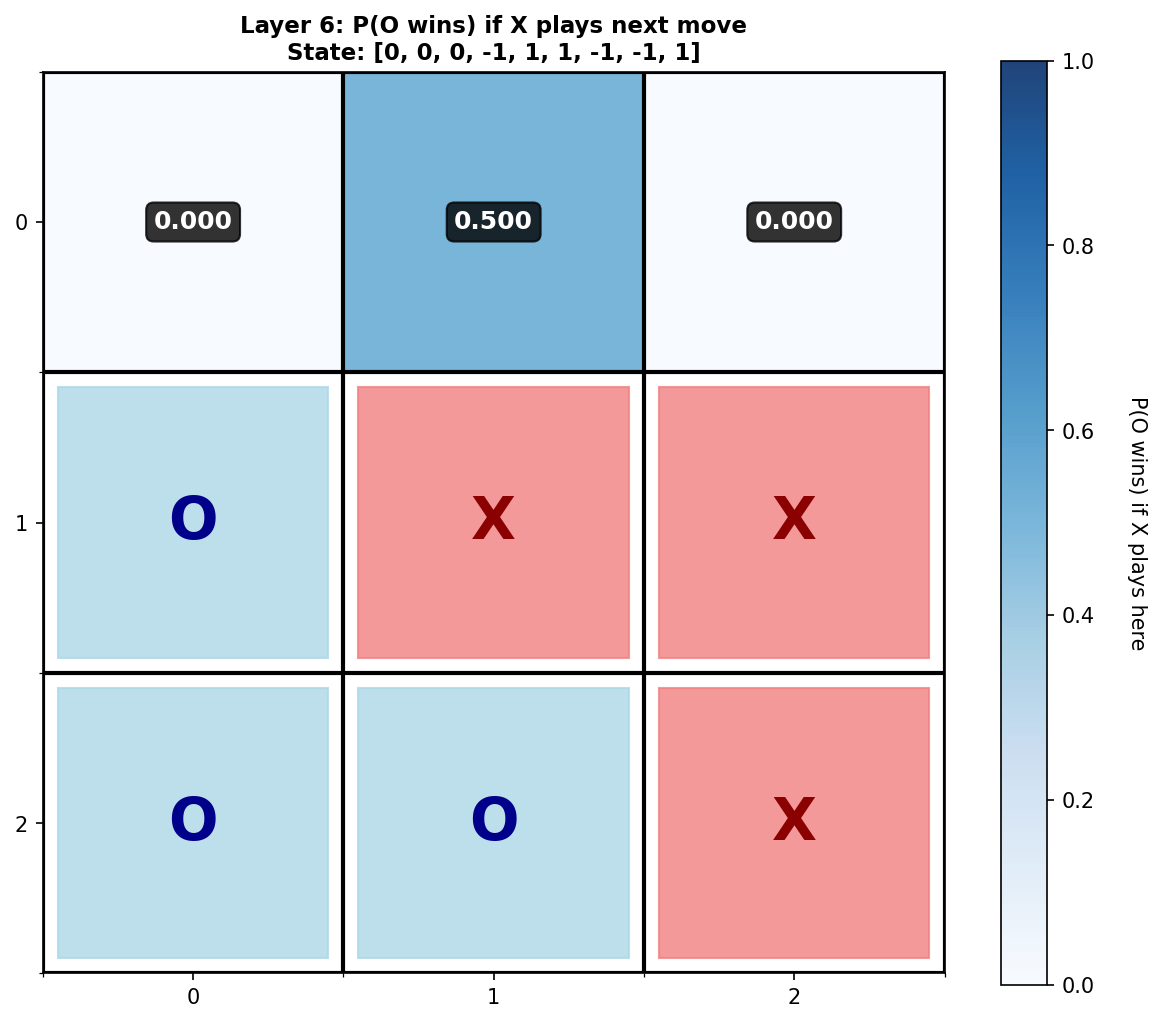 Layer 6: P(O wins) if X plays next move
State: [0, 0, 0, -1, 1, 1, -1, -1, 1]
0
0.000
0.500
0.000
1
O
X
X
2
O
O
X
0
1
2
1.0
0.8
0.6
0.4
0.2
0.0
P(O wins) if X plays here